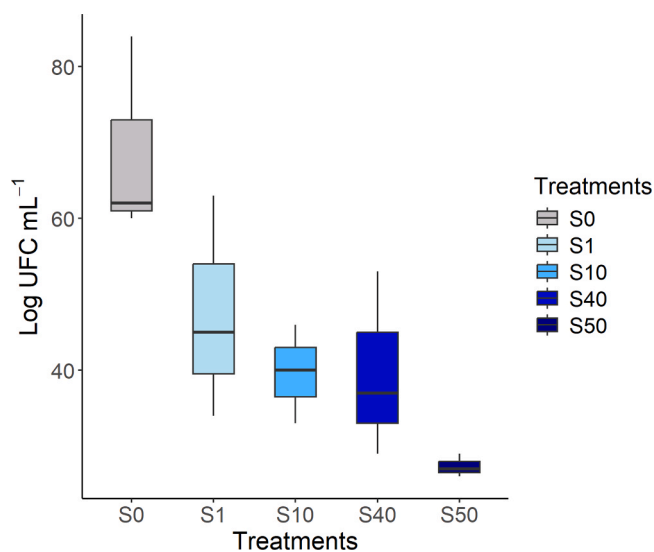 Log UFC mL⁻¹
80
60
40
S0 S1 S10 S40 S50
Treatments
Treatments
S0
S1
S10
S40
S50